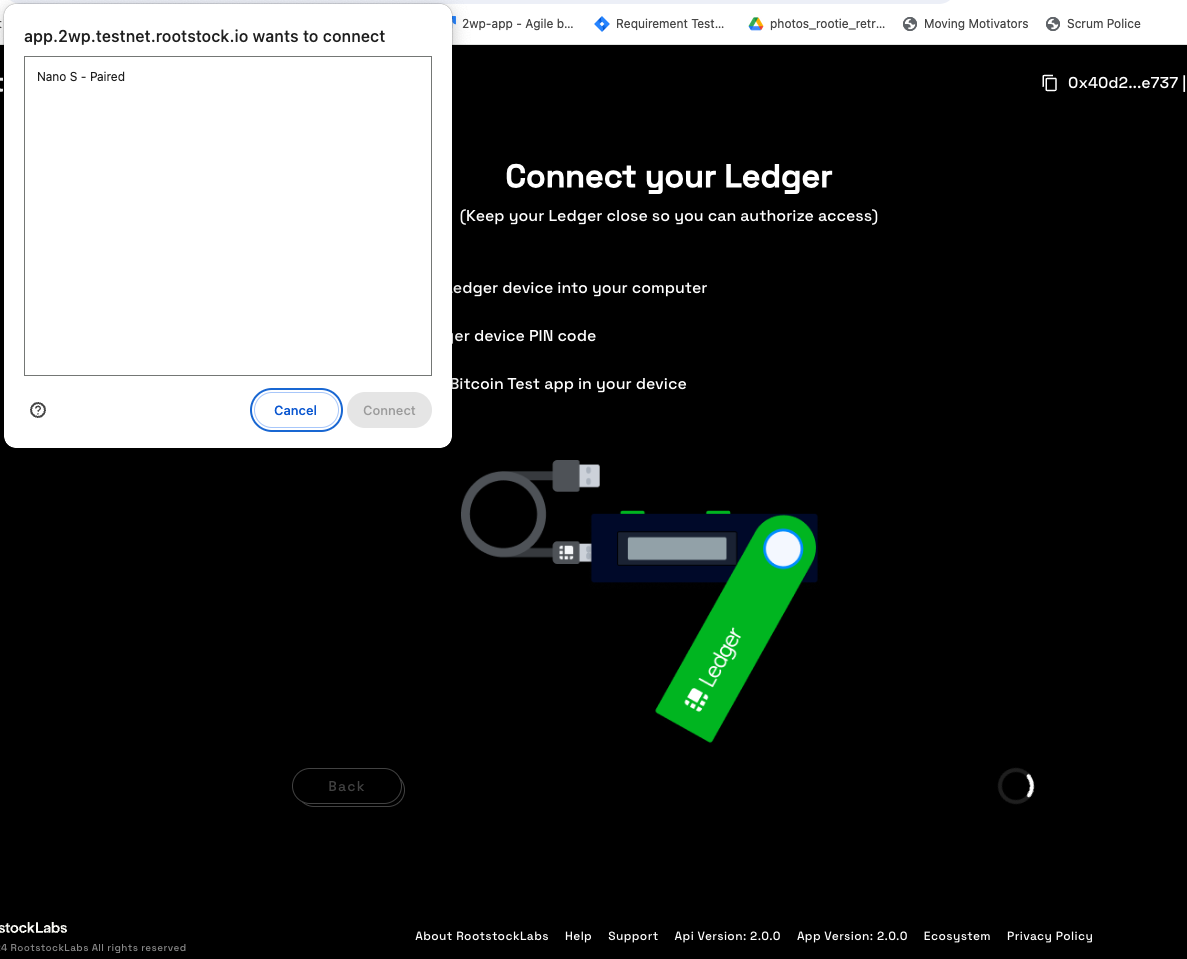 app.2wp.testnet.rootstock.io wants to connect
Nano S - Paired
Cancel
Connect
2wp-app - Agile b...
Requirement Test...
photos_rootie_retr...
Moving Motivators
Scrum Police
0x40d2...e737 |
Connect your Ledger
(Keep your Ledger close so you can authorize access)
Ledger device into your computer
ger device PIN code
Bitcoin Test app in your device
Ledger
Back
stockLabs
4 RootstockLabs All rights reserved
About RootstockLabs
Help
Support
Api Version: 2.0.0
App Version: 2.0.0
Ecosystem
Privacy Policy